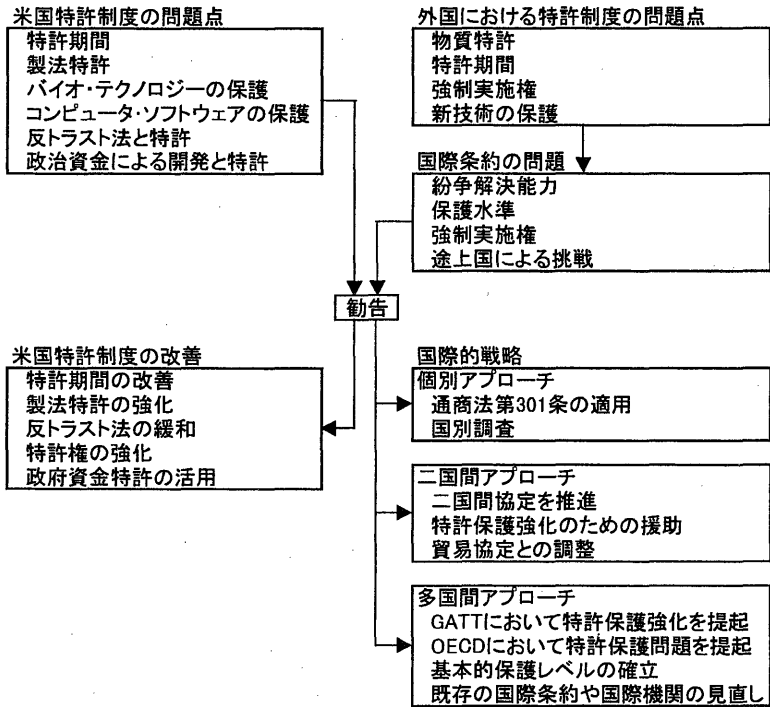 米国特許制度の問題点
特許期間
製法特許
バイオ・テクノロジーの保護
コンピュータ・ソフトウェアの保護
反トラスト法と特許
政治資金による開発と特許
外国における特許制度の問題点
物質特許
特許期間
強制実施権
新技術の保護
国際条約の問題
紛争解決能力
保護水準
強制実施権
途上国による挑戦
勧告
米国特許制度の改善
特許期間の改善
製法特許の強化
反トラスト法の緩和
特許権の強化
政府資金特許の活用
国際的戦略
個別アプローチ
通商法第301条の適用
国別調査
二国間アプローチ
二国間協定を推進
特許保護強化のための援助
貿易協定との調整
多国間アプローチ
GATTにおいて特許保護強化を提起
OECDにおいて特許保護問題を提起
基本的保護レベルの確立
既存の国際条約や国際機関の見直し